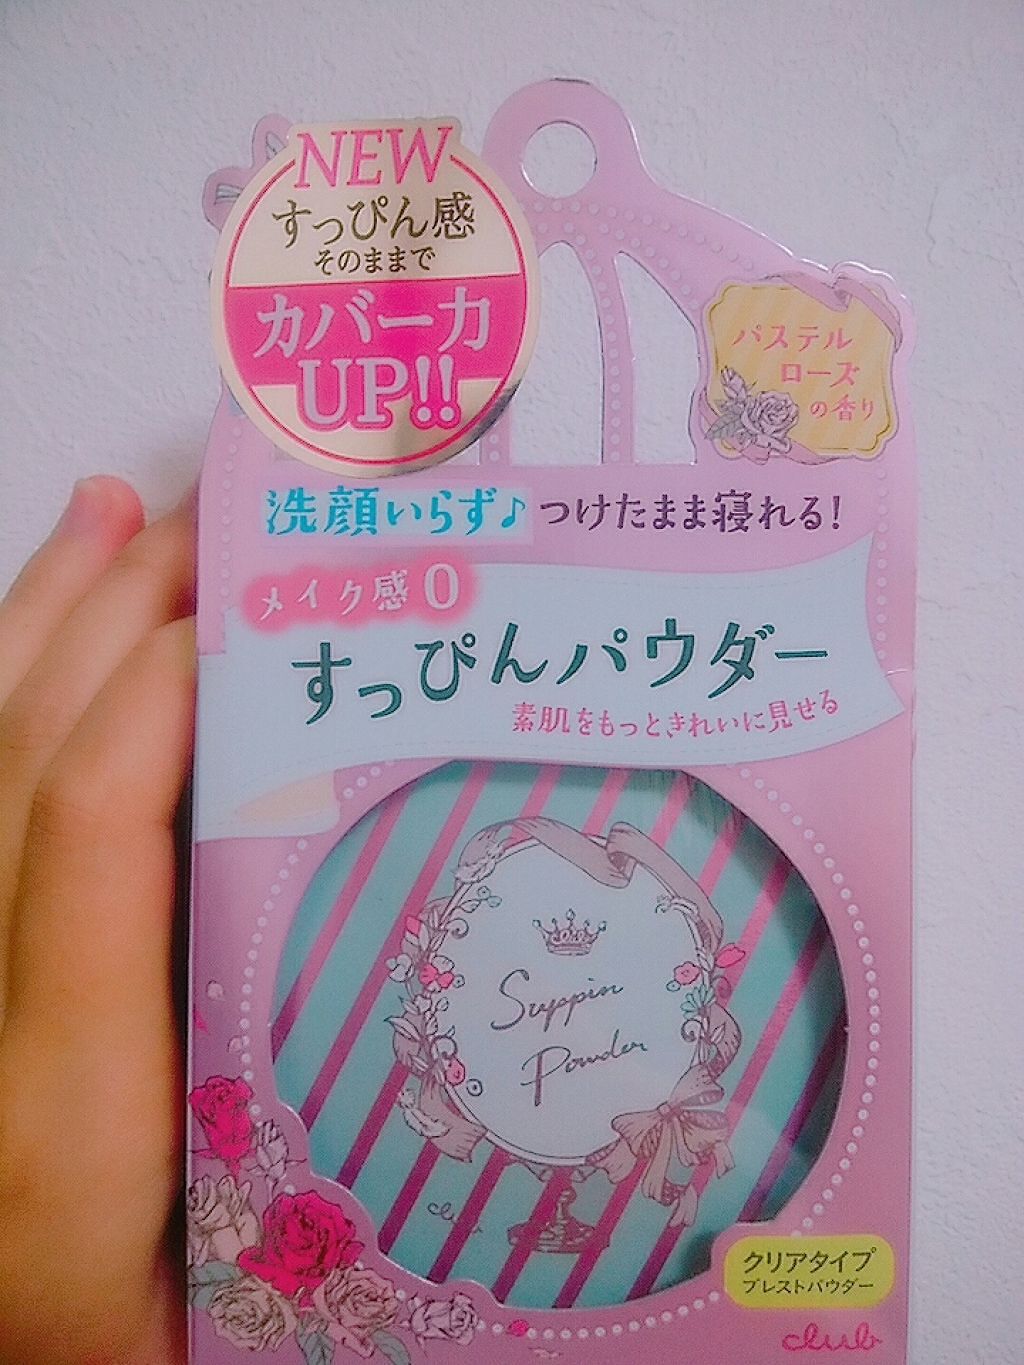 NEW
すっぴん感
そのままで
カバー力
UP!!
パステル
ローズ
の香り
洗顔いらず♪ つけたまま寝れる!
メイク感0
すっぴんパウダー
素肌をもっときれいに見せる
Suppin
Powder
club
クリアタイプ
プレストパウダー
club